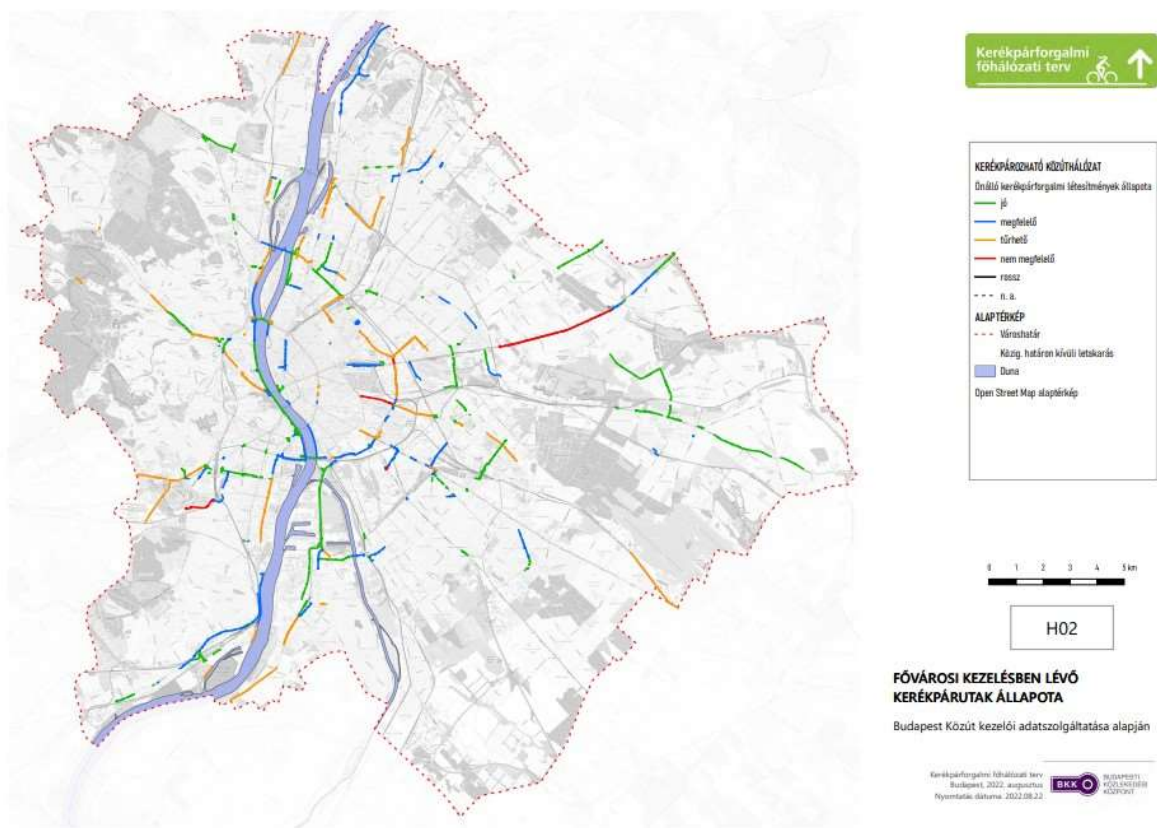 Kerékpárforgalmi
főhálózati terv
KERÉKPÁROZHATÓ KÖZÚTHÁLÓZAT
Önálló kerékpárforgalmi létesítmények állapota
jó
megfelelő
tűrhető
nem megfelelő
rossz
n. a.
ALAPTÉRKÉP
Városhatár
Közig. határon kívüli letakarás
Duna
Open Street Map alaptérkép
0 1 2 3 4 5 km
H02
FŐVÁROSI KEZELÉSBEN LÉVŐ
KERÉKPÁRUTAK ÁLLAPOTA
Budapest Közút kezelői adatszolgáltatása alapján
Kerékpárforgalmi főhálózati terv
Budapest, 2022. augusztus
Nyomtatás dátuma: 2022.08.22
BKK
BUDAPESTI
KÖZLEKEDÉSI
KÖZPONT